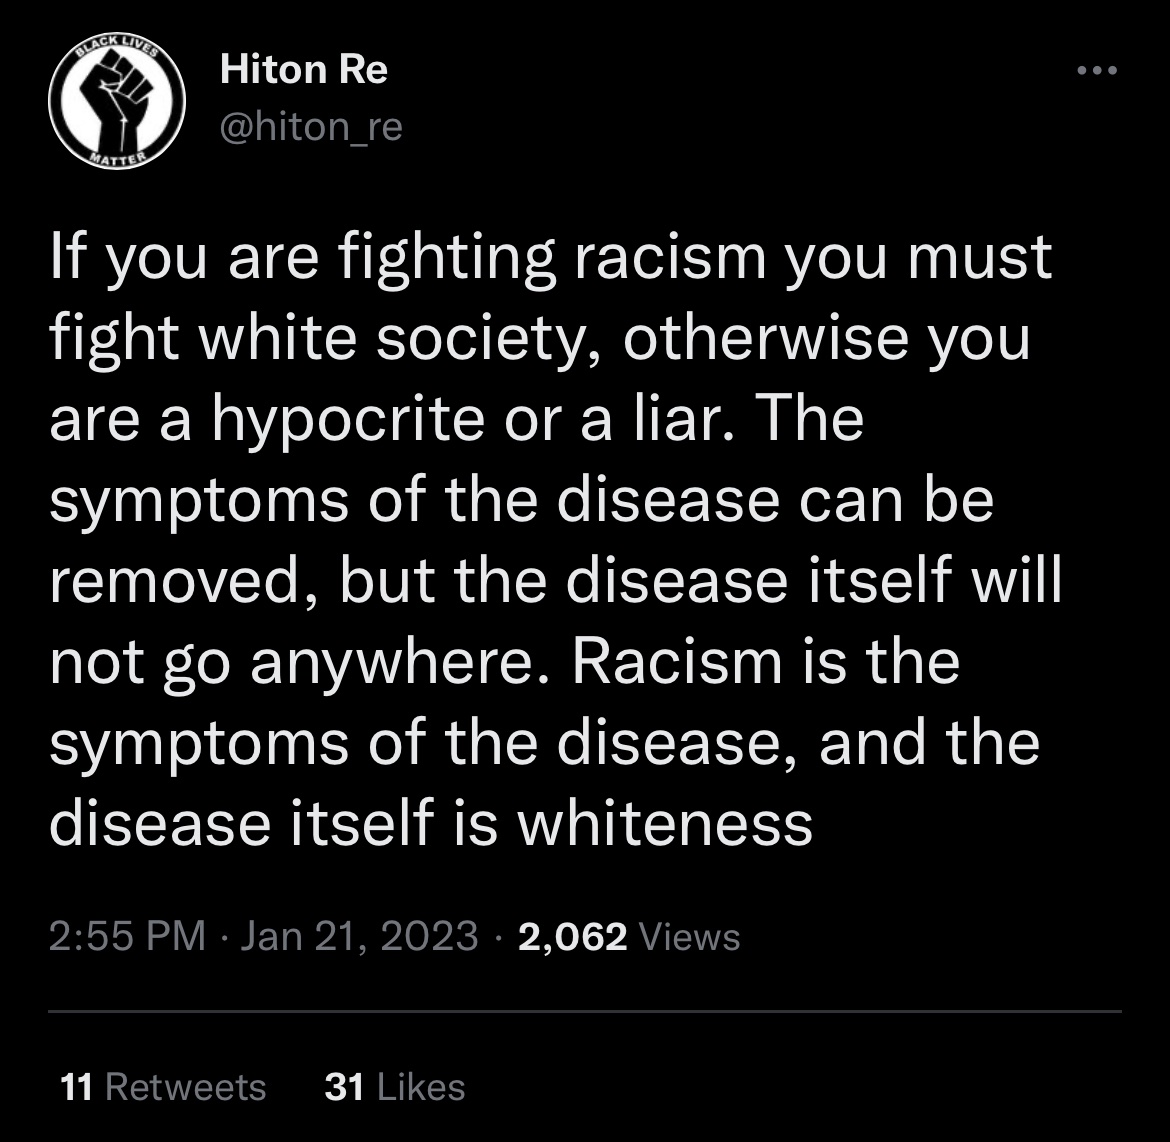 BLACK LIVES
MATTER
Hiton Re
@hiton_re
If you are fighting racism you must
fight white society, otherwise you
are a hypocrite or a liar. The
symptoms of the disease can be
removed, but the disease itself will
not go anywhere. Racism is the
symptoms of the disease, and the
disease itself is whiteness
2:55 PM · Jan 21, 2023 · 2,062 Views
11 Retweets 31 Likes